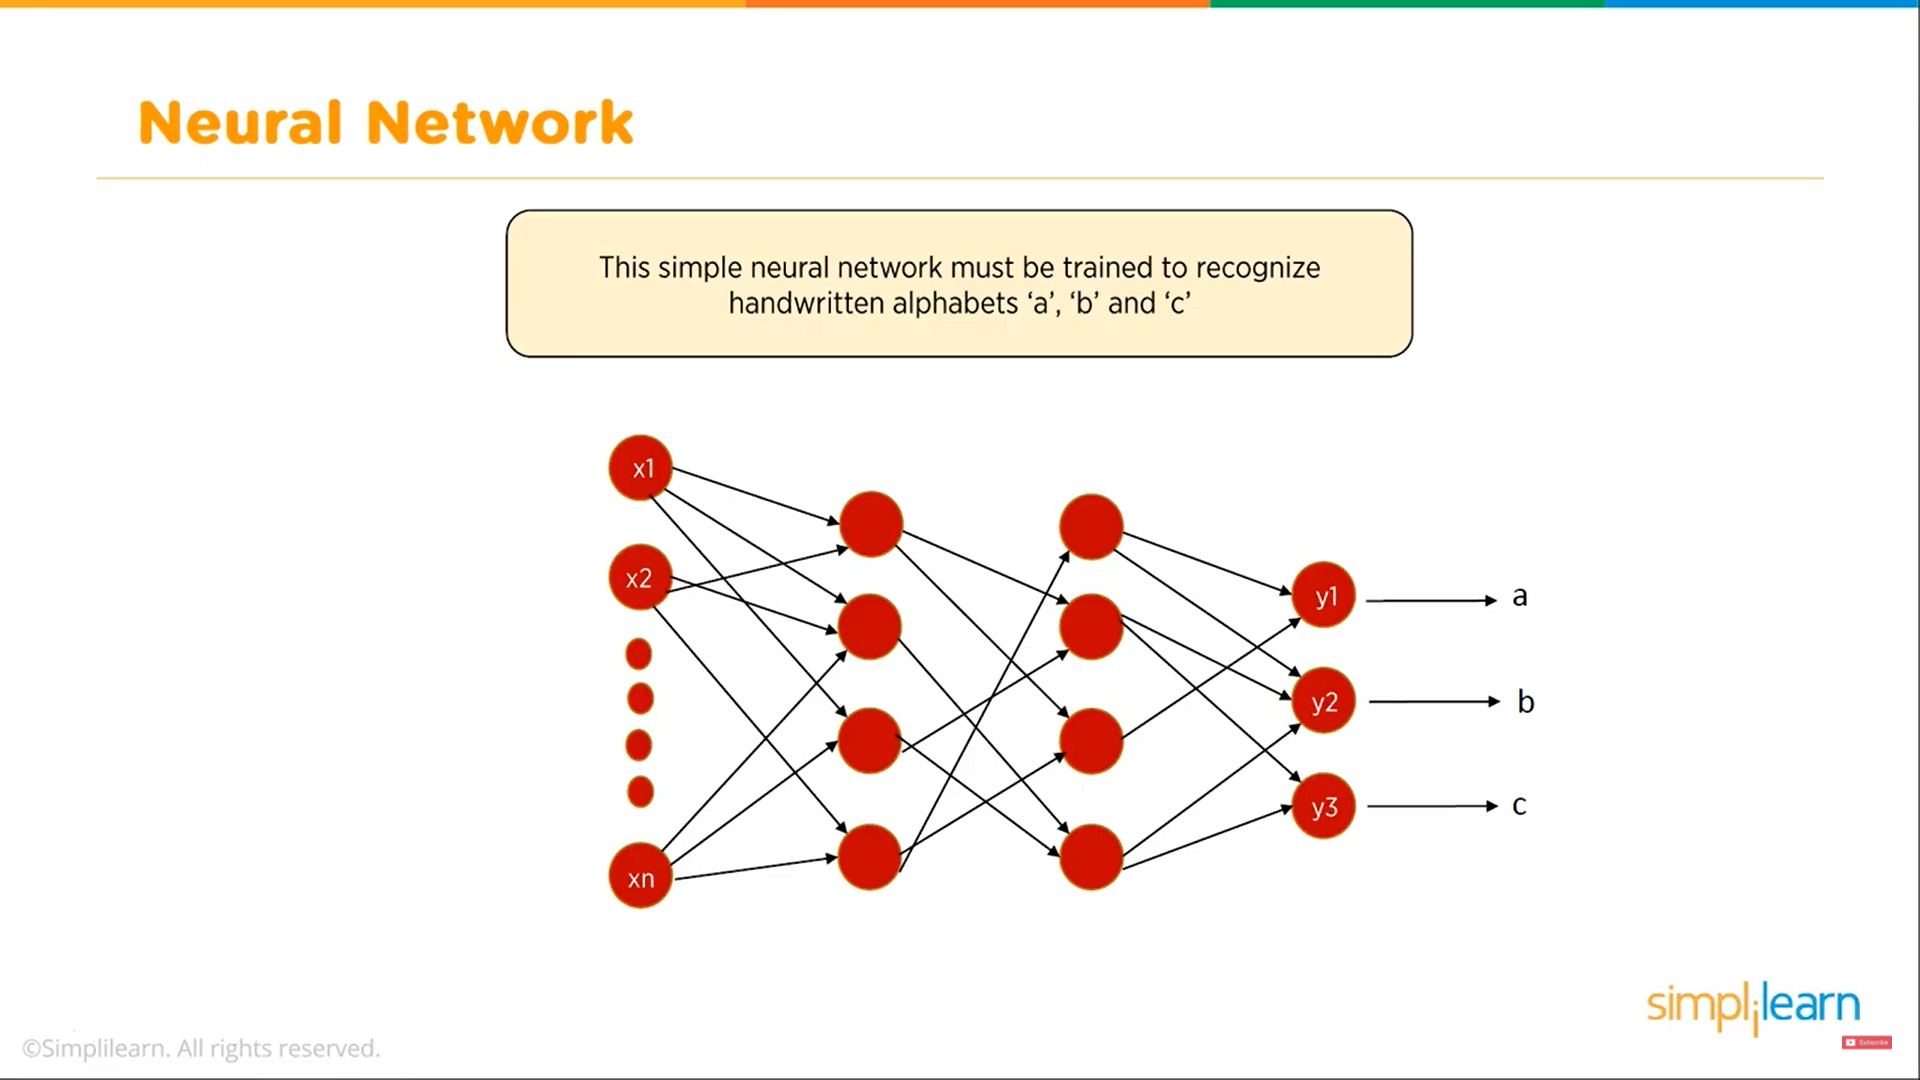 Neural Network
This simple neural network must be trained to recognize
handwritten alphabets ‘a’, ‘b’ and ‘c’
x1
x2
xn
y1
y2
y3
a
b
c
simplilearn
Subscribe
©Simplilearn. All rights reserved.